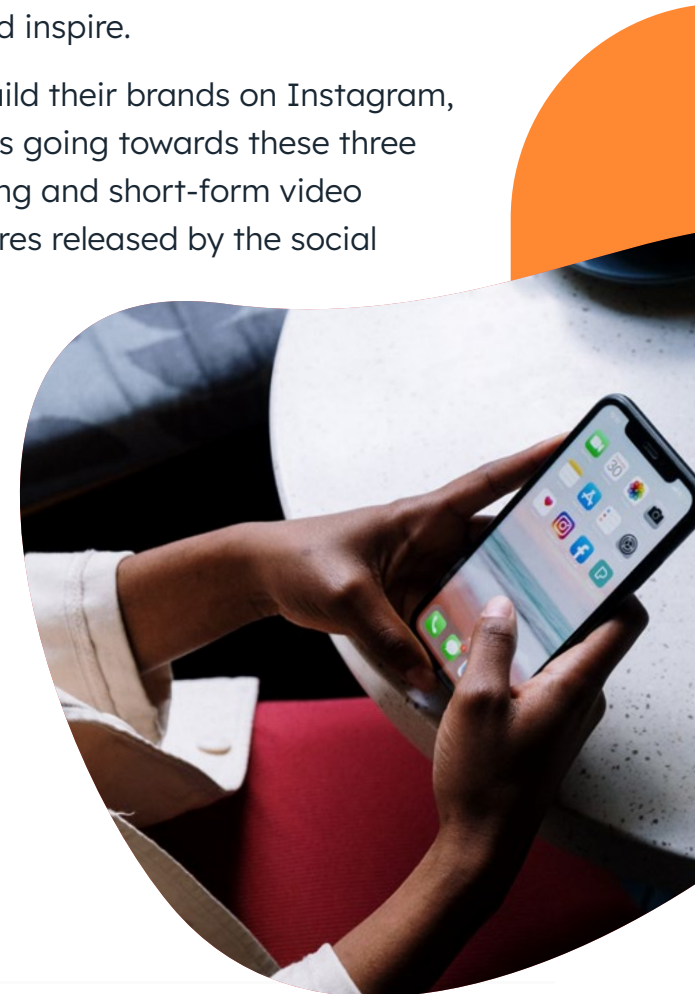 d inspire.
ild their brands on Instagram,
s going towards these three
ng and short-form video
res released by the social
30